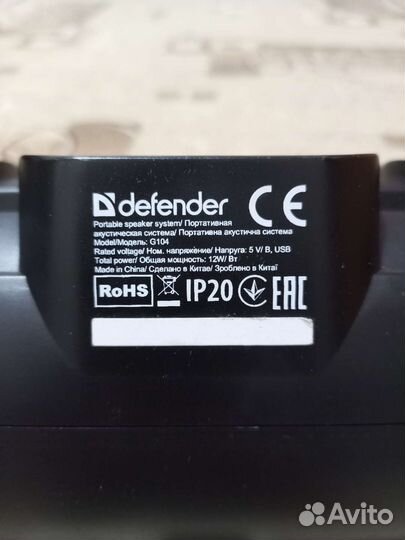 defender
Portable speaker system/ Портативная
акустическая система/ Портативна акустична система
Model/Модель: G104
Rated voltage/ Ном. напряжение/ Напруга: 5 V/ В, USB
Total power/ Общая мощность: 12W/ Вт
Made in China/ Сделано в Китае/ Зроблено в Китаї
CE
RoHS IP20 EAC
Avito